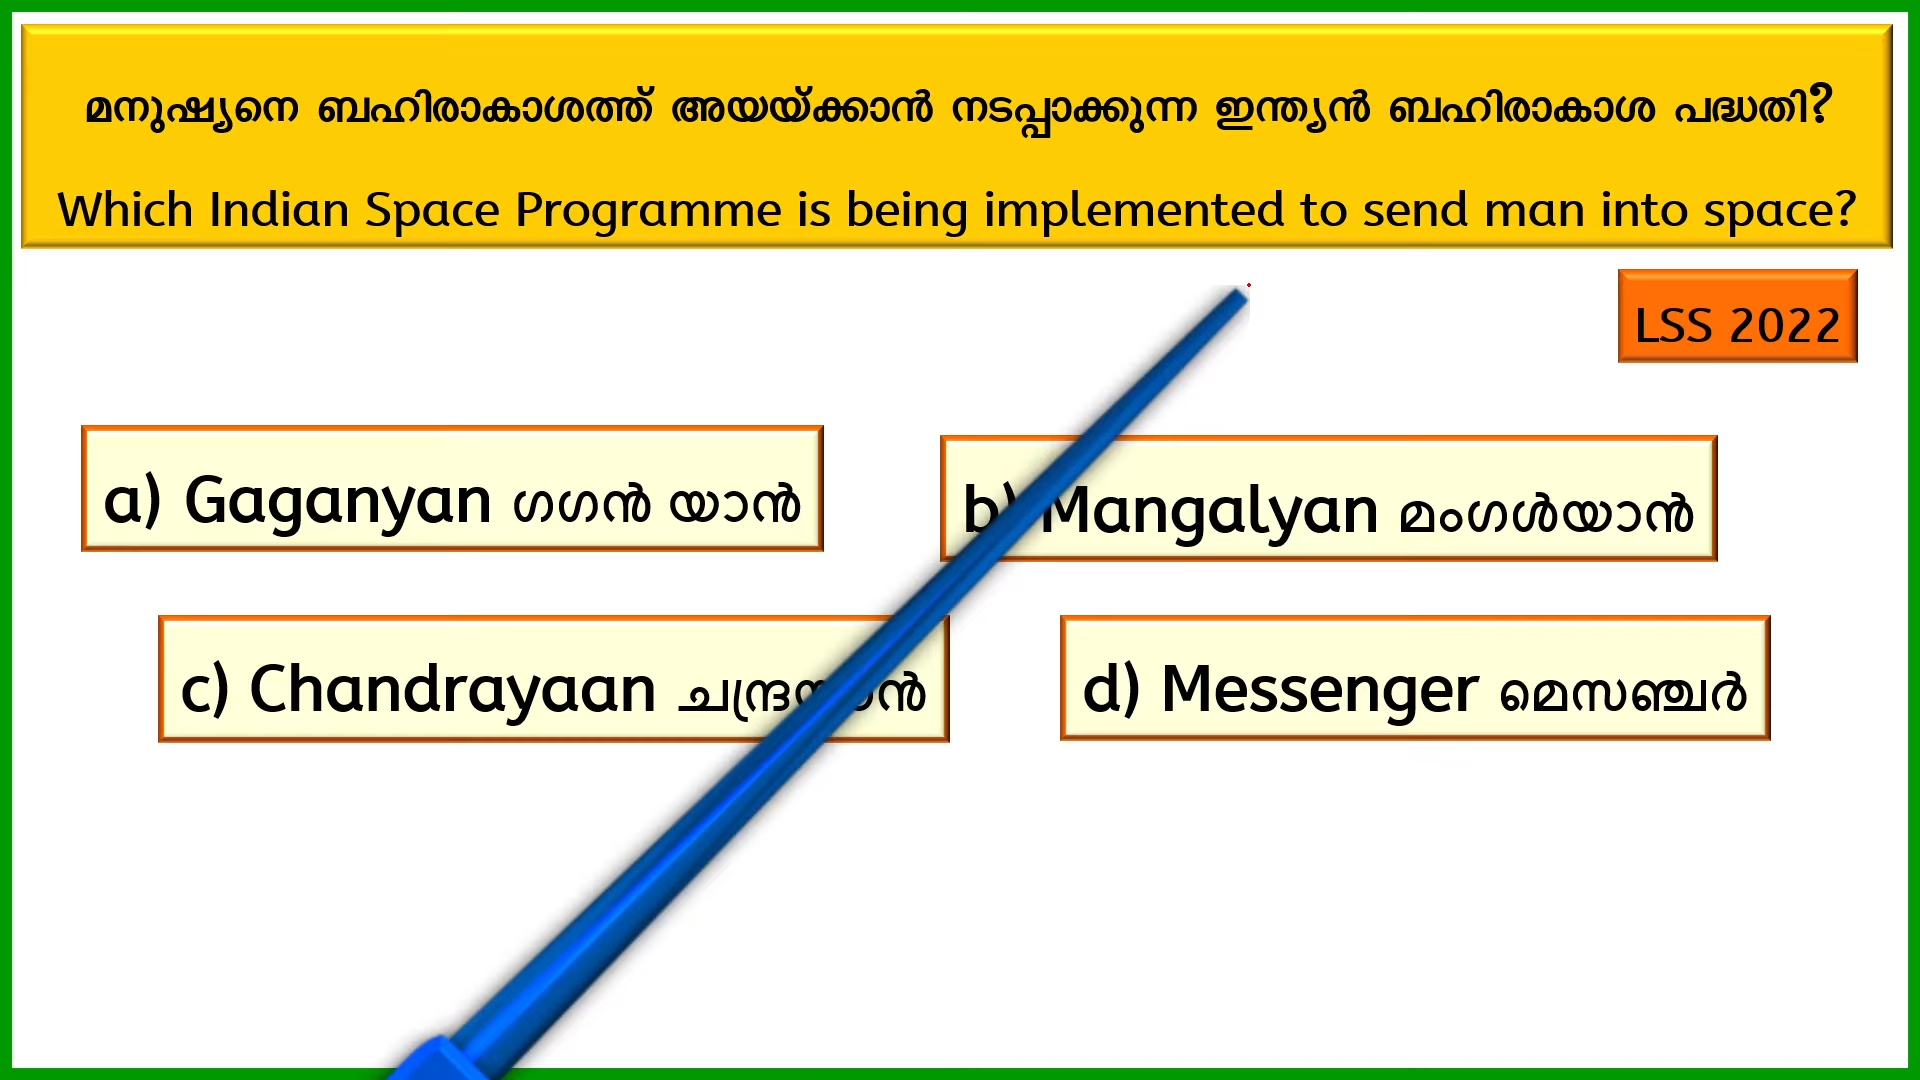 മനുഷ്യനെ ബഹിരാകാശത്ത് അയയ്ക്കാൻ നടപ്പാക്കുന്ന ഇന്ത്യൻ ബഹിരാകാശ പദ്ധതി?
Which Indian Space Programme is being implemented to send man into space?
LSS 2022
a) Gaganyan ഗഗൻ യാൻ
b) Mangalyan മംഗൾയാൻ
c) Chandrayaan
d) Messenger മെസഞ്ചർ